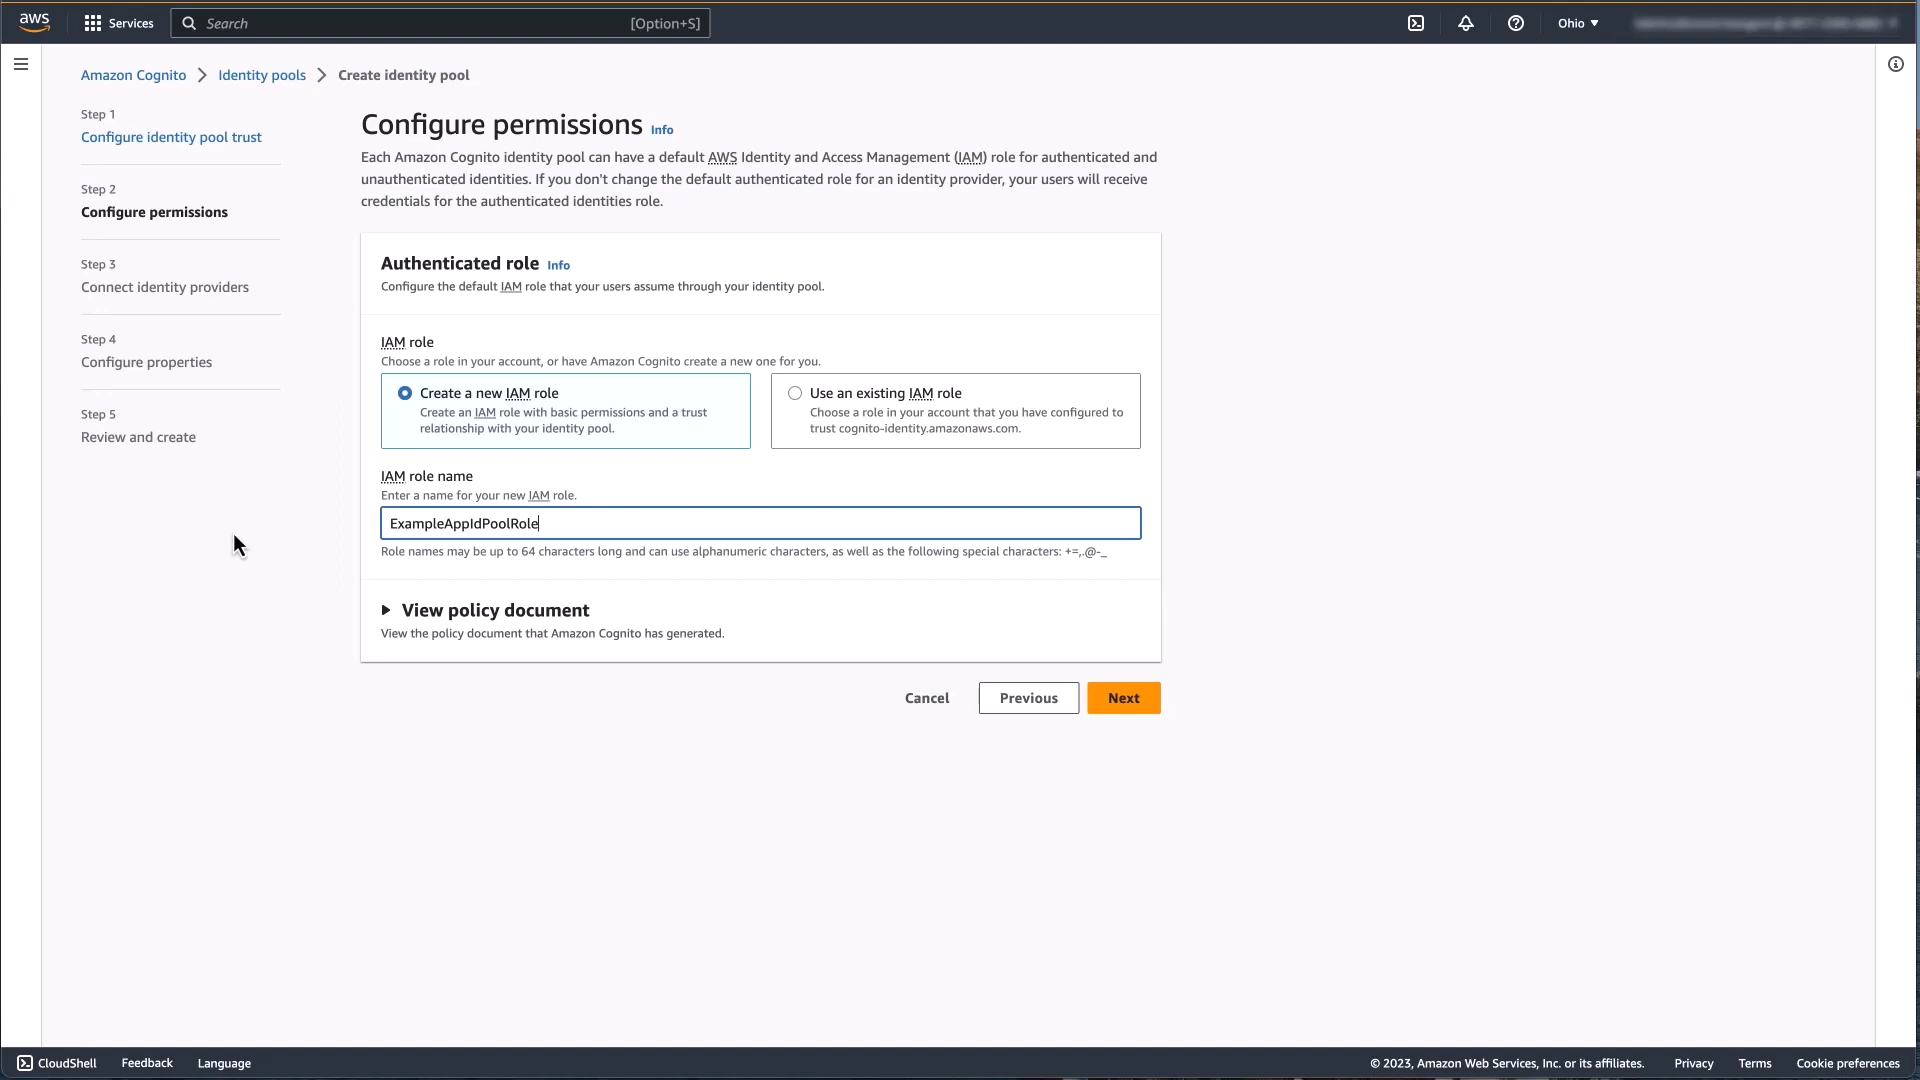 aws
Services
Search
[Option+S]
Ohio
Amazon Cognito
Identity pools
Create identity pool
Step 1
Configure identity pool trust
Step 2
Configure permissions
Step 3
Connect identity providers
Step 4
Configure properties
Step 5
Review and create
Configure permissions Info
Each Amazon Cognito identity pool can have a default AWS Identity and Access Management (IAM) role for authenticated and
unauthenticated identities. If you don't change the default authenticated role for an identity provider, your users will receive
credentials for the authenticated identities role.
Authenticated role Info
Configure the default IAM role that your users assume through your identity pool.
IAM role
Choose a role in your account, or have Amazon Cognito create a new one for you.
Create a new IAM role
Create an IAM role with basic permissions and a trust
relationship with your identity pool.
Use an existing IAM role
Choose a role in your account that you have configured to
trust cognito-identity.amazonaws.com.
IAM role name
Enter a name for your new IAM role.
ExampleAppIdPoolRole
Role names may be up to 64 characters long and can use alphanumeric characters, as well as the following special characters: +=,.@-_
View policy document
View the policy document that Amazon Cognito has generated.
Cancel
Previous
Next
CloudShell
Feedback
Language
© 2023, Amazon Web Services, Inc. or its affiliates.
Privacy
Terms
Cookie preferences